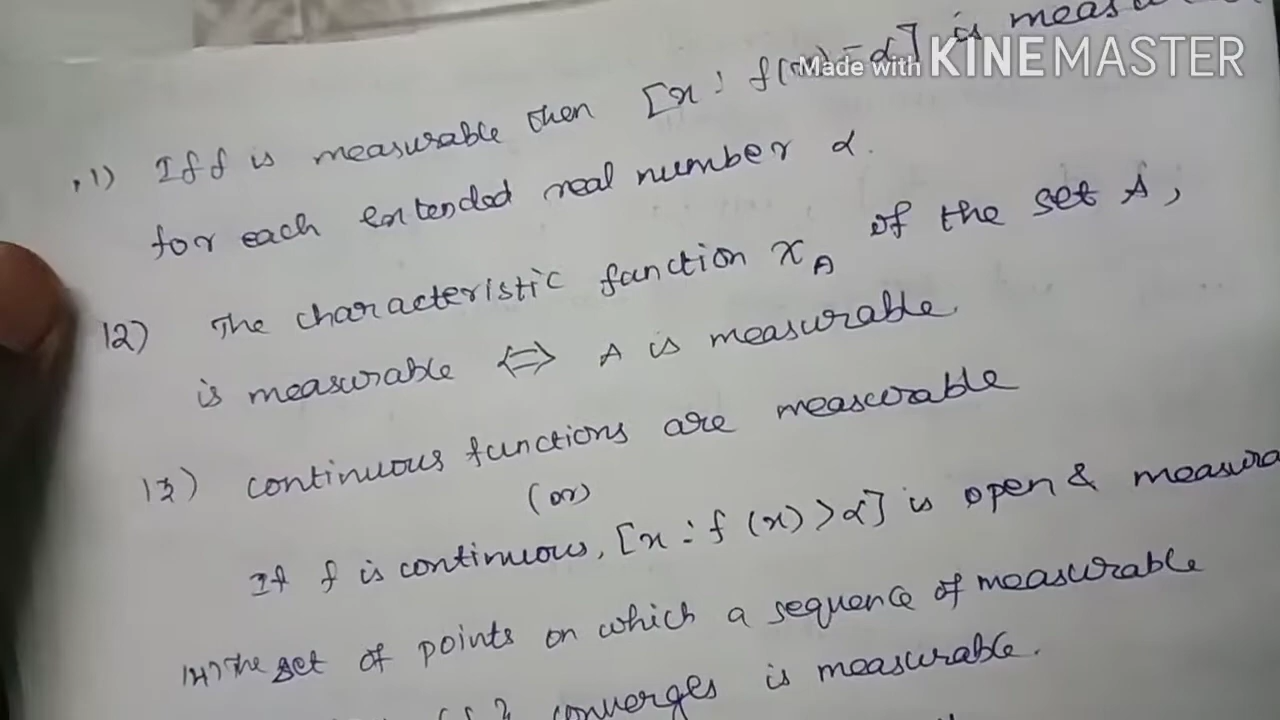 11) If f is measurable then [x : f(x) = α] is
for each extended real number α.
12) The characteristic function χ_A of the set A,
is measurable ⇔ A is measurable.
13) continuous functions are measurable
(or)
If f is continuous, [x : f(x) > α] is open &
14) The set of points on which a sequence of measurable
converges is measurable.
Made with KINEMASTER